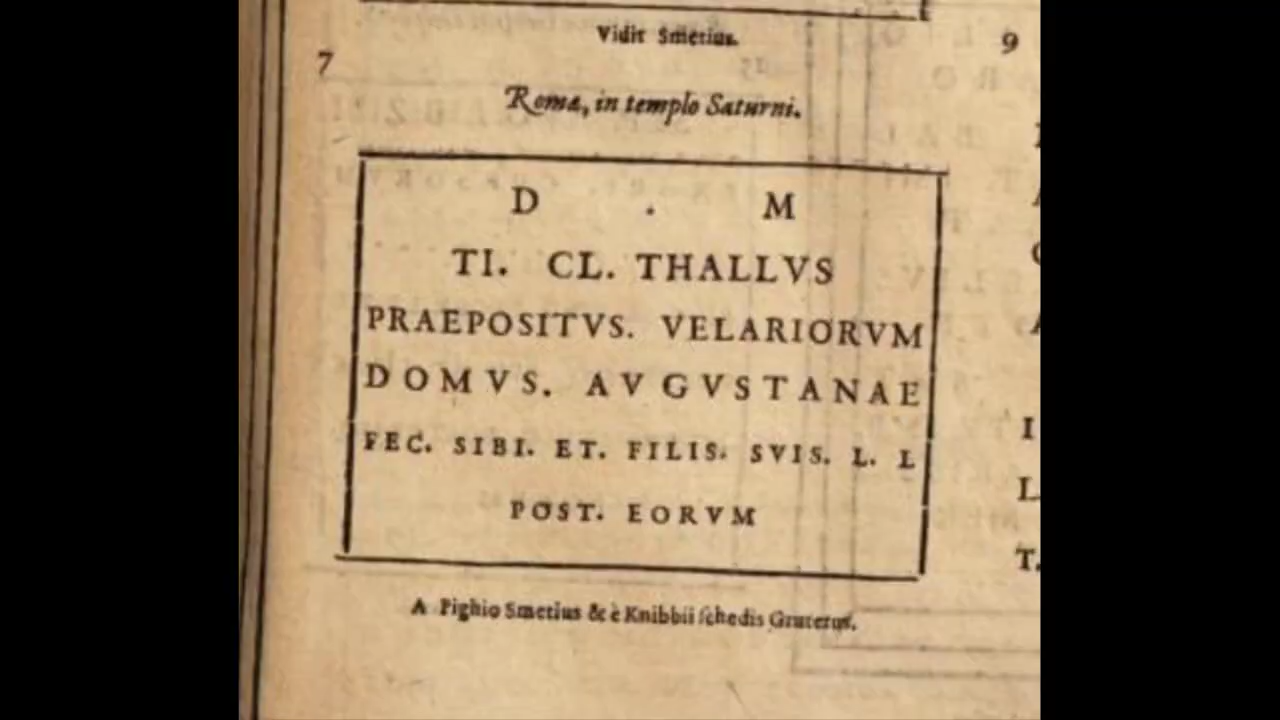 Vidit Smetius.
7
9
Romæ, in templo Saturni.
D . M
TI. CL. THALLVS
PRAEPOSITVS. VELARIORVM
DOMVS. AVGVSTANAE
FEC. SIBI. ET. FILIS. SVIS. L. L
POST. EORVM
A Pighio Smetius & è Knibbii schedis Gruterus.
I
L.
T.